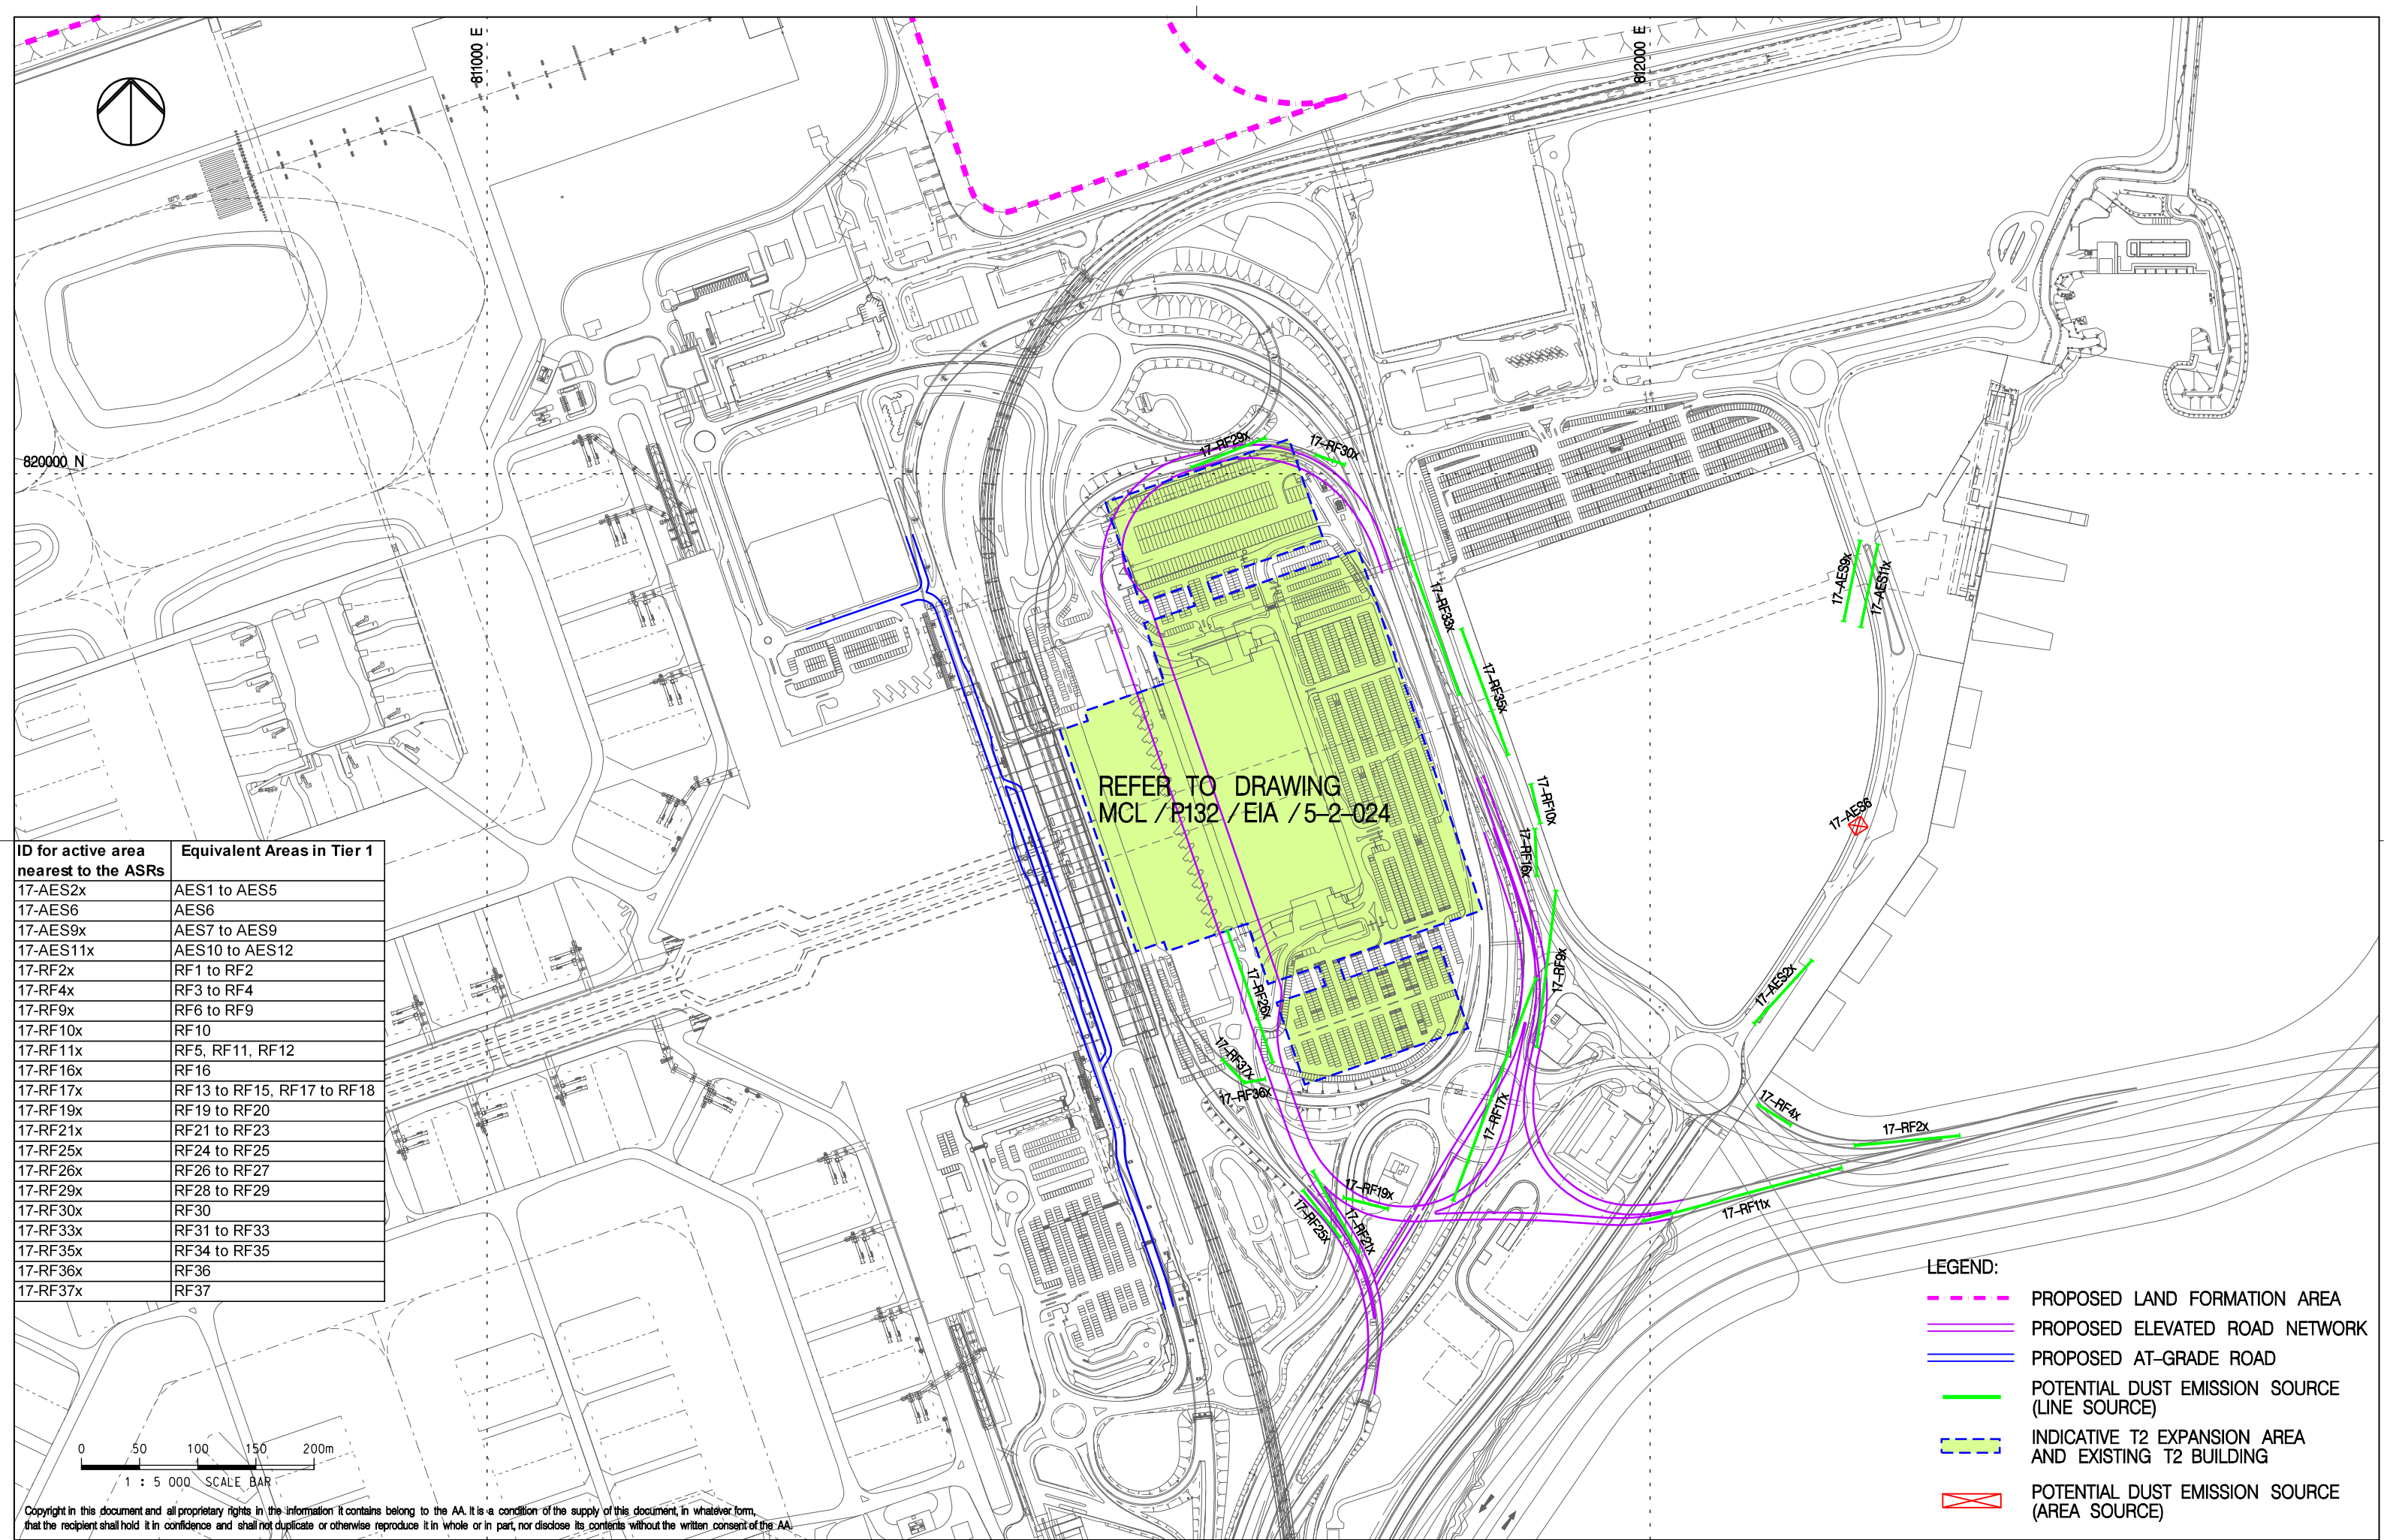 811000 E
812000 E
820000 N
17-RF29x
17-RF30x
17-RF33x
17-RF35x
17-AES9x
17-AES11x
REFER TO DRAWING
MCL /P132 /EIA /5-2-024
17-RF10x
17-RF16x
17-AES6
17-RF9x
17-AES2x
17-RF26x
17-RF37x
17-RF36x
17-RF17x
17-RF4x
17-RF2x
17-RF19x
17-RF11x
17-RF25x
17-RF21x
ID for active area nearest to the ASRs Equivalent Areas in Tier 1
17-AES2x AES1 to AES5
17-AES6 AES6
17-AES9x AES7 to AES9
17-AES11x AES10 to AES12
17-RF2x RF1 to RF2
17-RF4x RF3 to RF4
17-RF9x RF6 to RF9
17-RF10x RF10
17-RF11x RF5, RF11, RF12
17-RF16x RF16
17-RF17x RF13 to RF15, RF17 to RF18
17-RF19x RF19 to RF20
17-RF21x RF21 to RF23
17-RF25x RF24 to RF25
17-RF26x RF26 to RF27
17-RF29x RF28 to RF29
17-RF30x RF30
17-RF33x RF31 to RF33
17-RF35x RF34 to RF35
17-RF36x RF36
17-RF37x RF37
LEGEND:
PROPOSED LAND FORMATION AREA
PROPOSED ELEVATED ROAD NETWORK
PROPOSED AT-GRADE ROAD
POTENTIAL DUST EMISSION SOURCE
(LINE SOURCE)
INDICATIVE T2 EXPANSION AREA
AND EXISTING T2 BUILDING
POTENTIAL DUST EMISSION SOURCE
(AREA SOURCE)
0 50 100 150 200m
1 : 5 000 SCALE BAR
Copyright in this document and all proprietary rights in the information it contains belong to the AA. It is a condition of the supply of this document, in whatever form,
that the recipient shall hold it in confidence and shall not duplicate or otherwise reproduce it in whole or in part, nor disclose its contents without the written consent of the AA.